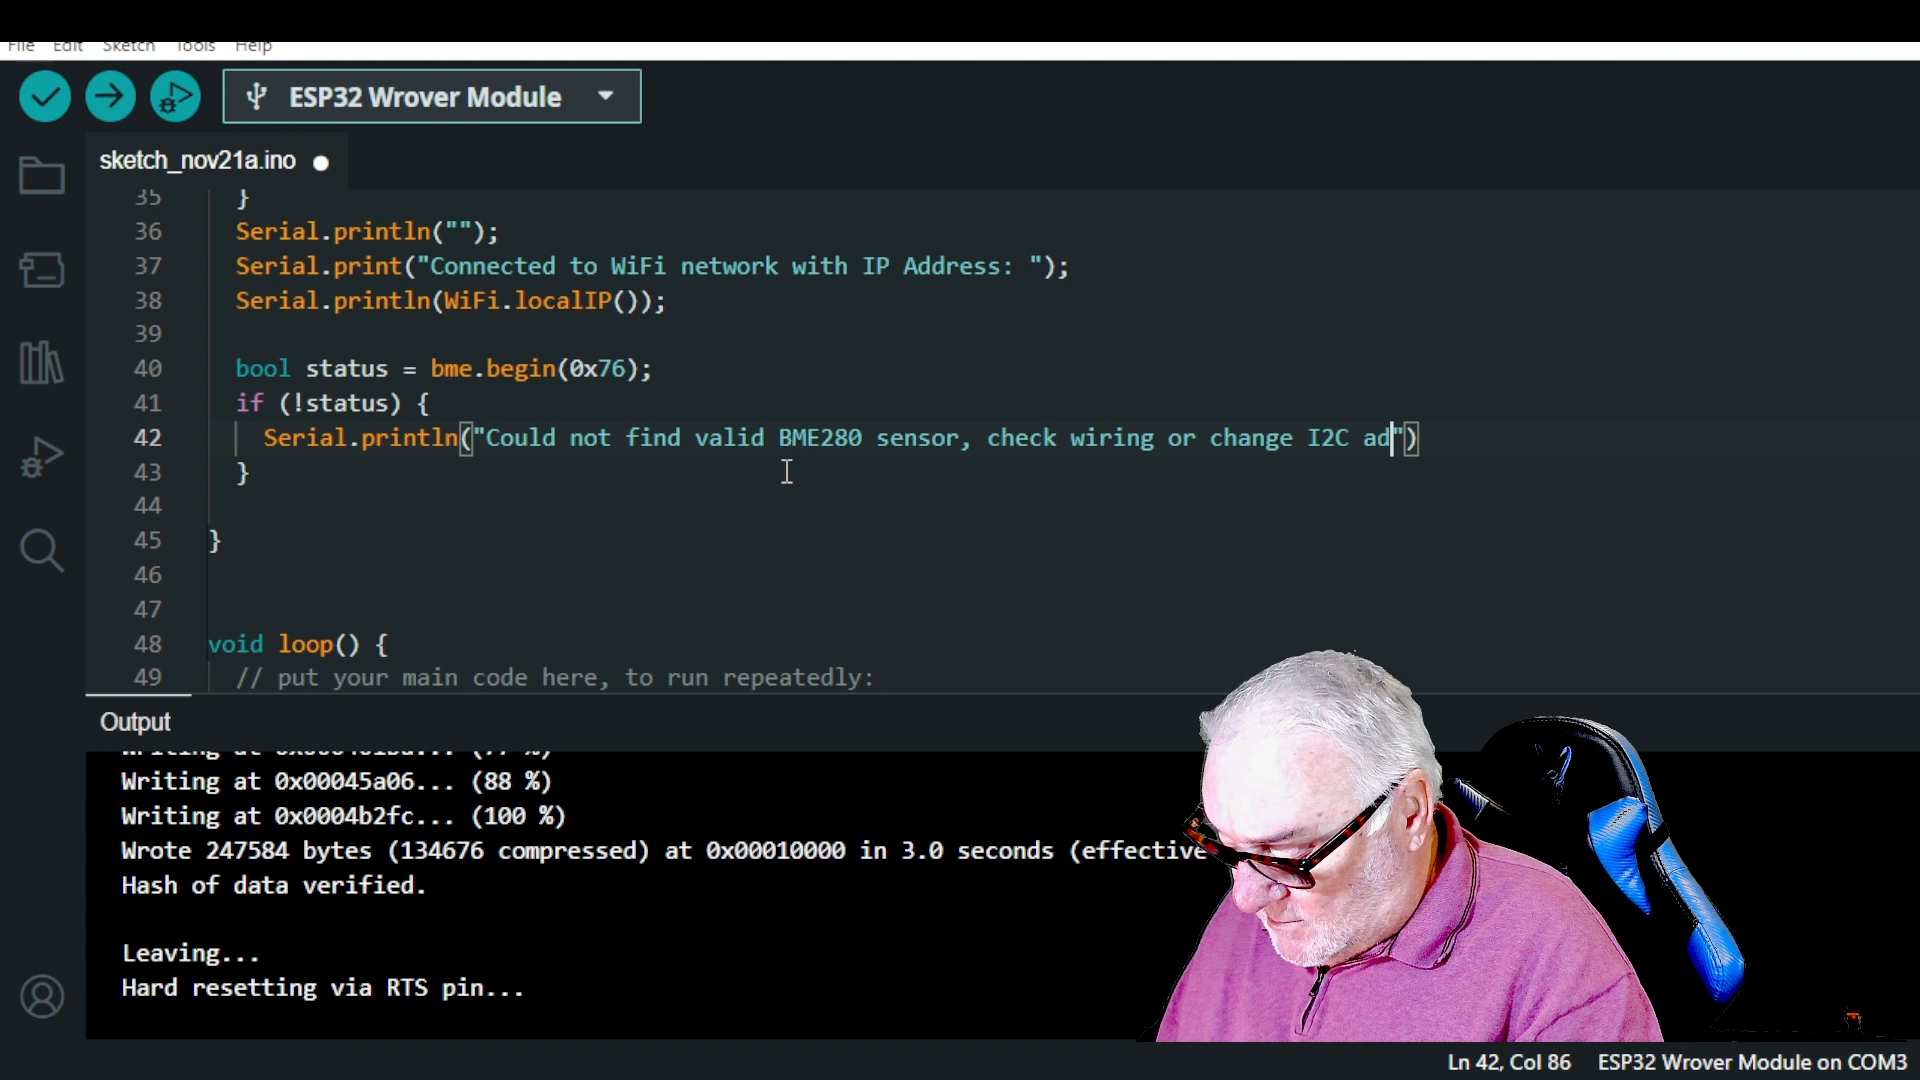 File Edit Sketch Tools Help
ESP32 Wrover Module
sketch_nov21a.ino
35 }
36 Serial.println("");
37 Serial.print("Connected to WiFi network with IP Address: ");
38 Serial.println(WiFi.localIP());
39
40 bool status = bme.begin(0x76);
41 if (!status) {
42 Serial.println("Could not find valid BME280 sensor, check wiring or change I2C ad")
43 }
44
45 }
46
47
48 void loop() {
49 // put your main code here, to run repeatedly:
Output
Writing at
Writing at 0x00045a06... (88 %)
Writing at 0x0004b2fc... (100 %)
Wrote 247584 bytes (134676 compressed) at 0x00010000 in 3.0 seconds (effective
Hash of data verified.
Leaving...
Hard resetting via RTS pin...
Ln 42, Col 86 ESP32 Wrover Module on COM3